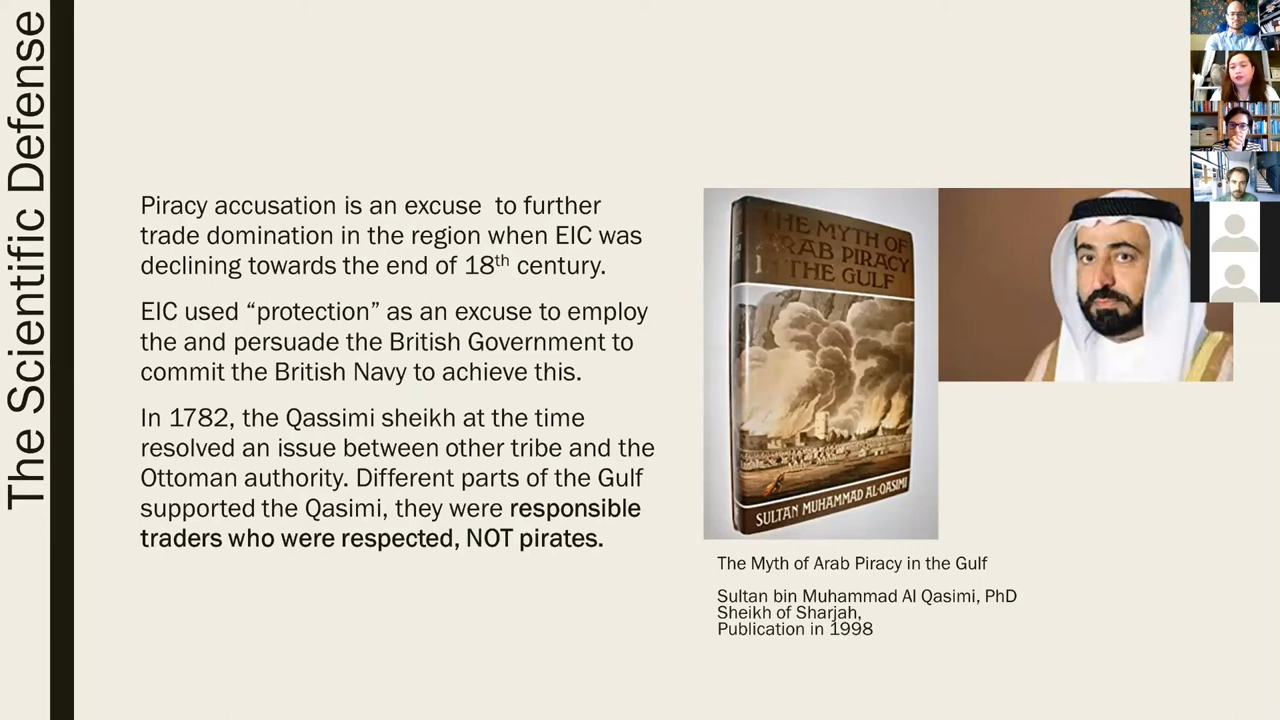 The Scientific Defense
Piracy accusation is an excuse to further
trade domination in the region when EIC was
declining towards the end of 18th century.
EIC used “protection” as an excuse to employ
the and persuade the British Government to
commit the British Navy to achieve this.
In 1782, the Qassimi sheikh at the time
resolved an issue between other tribe and the
Ottoman authority. Different parts of the Gulf
supported the Qasimi, they were responsible
traders who were respected, NOT pirates.
THE MYTH OF
ARAB PIRACY
IN THE GULF
SULTAN MUHAMMAD AL-QASIMI
The Myth of Arab Piracy in the Gulf
Sultan bin Muhammad Al Qasimi, PhD
Sheikh of Sharjah,
Publication in 1998